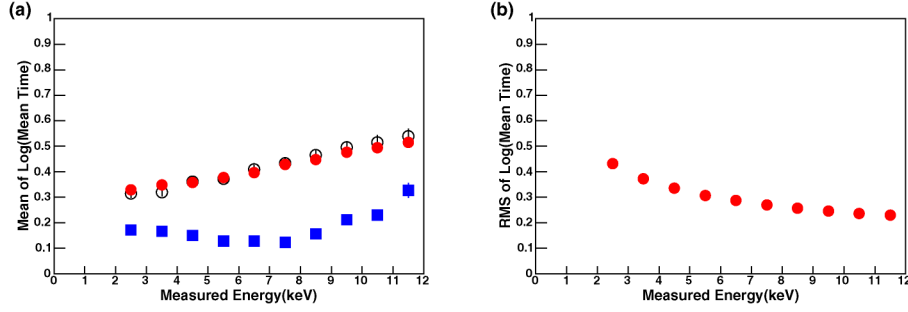 (a)
Mean of Log(Mean Time)
1
0.9
0.8
0.7
0.6
0.5
0.4
0.3
0.2
0.1
0
0 1 2 3 4 5 6 7 8 9 10 11 12
Measured Energy(keV)
(b)
RMS of Log(Mean Time)
1
0.9
0.8
0.7
0.6
0.5
0.4
0.3
0.2
0.1
0
0 1 2 3 4 5 6 7 8 9 10 11 12
Measured Energy(keV)